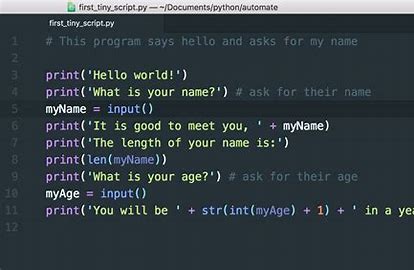 first_tiny_script.py — ~/Documents/python/automate
first_tiny_script.py
1 # This program says hello and asks for my name
2
3 print('Hello world!')
4 print('What is your name?') # ask for their name
5 myName = input()
6 print('It is good to meet you, ' + myName)
7 print('The length of your name is:')
8 print(len(myName))
9 print('What is your age?') # ask for their age
10 myAge = input()
11 print('You will be ' + str(int(myAge) + 1) + ' in a yea
12